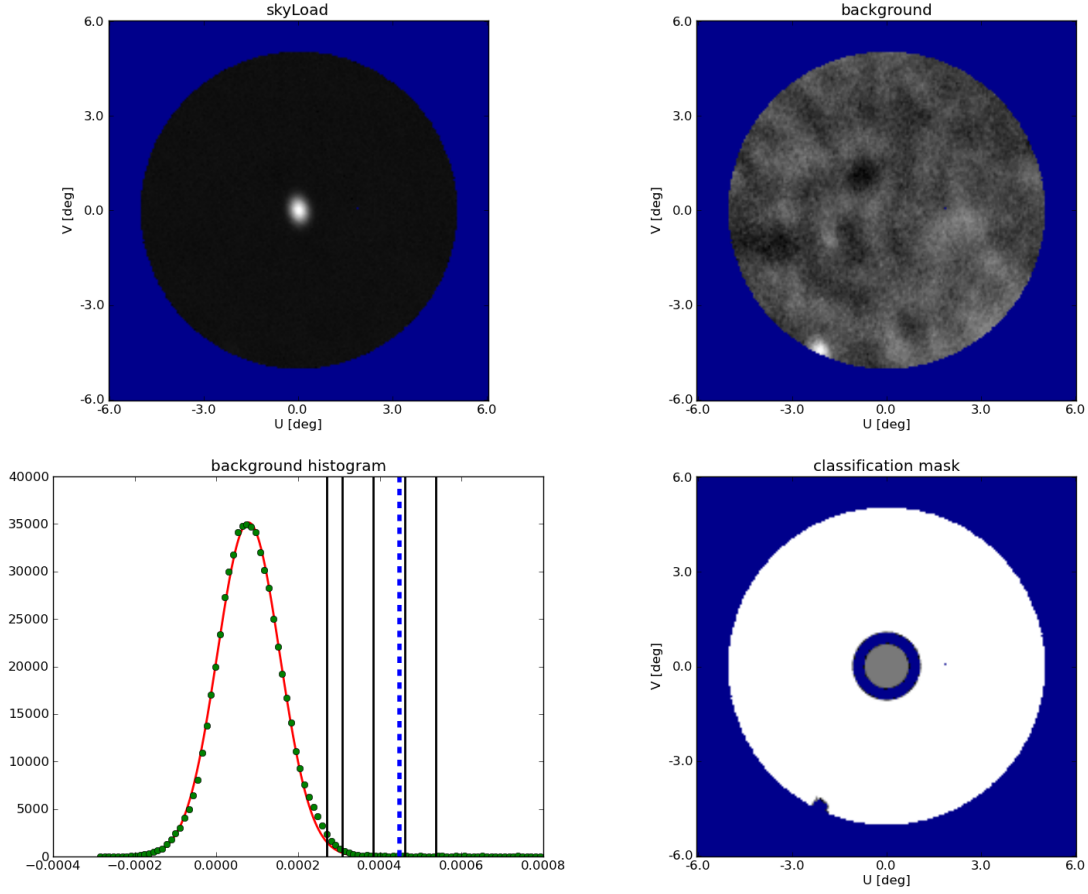 skyLoad
6.0
3.0
0.0
-3.0
-6.0
V [deg]
-6.0 -3.0 0.0 3.0 6.0
U [deg]
background
6.0
3.0
0.0
-3.0
-6.0
V [deg]
-6.0 -3.0 0.0 3.0 6.0
U [deg]
background histogram
40000
35000
30000
25000
20000
15000
10000
5000
0
−0.0004 −0.0002 0.0000 0.0002 0.0004 0.0006 0.0008
classification mask
6.0
3.0
0.0
-3.0
-6.0
V [deg]
-6.0 -3.0 0.0 3.0 6.0
U [deg]